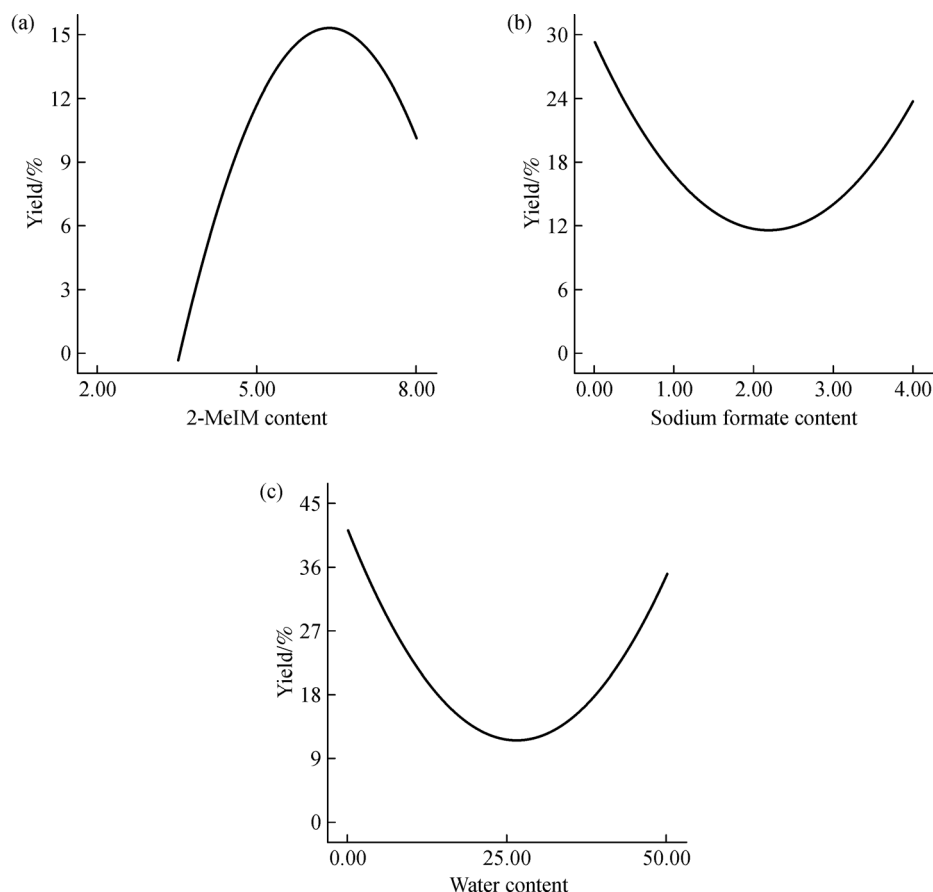 (a)
15
12
9
6
3
0
Yield/%
2.00 5.00 8.00
2-MeIM content
(b)
30
24
18
12
6
0
Yield/%
0.00 1.00 2.00 3.00 4.00
Sodium formate content
(c)
45
36
27
18
9
0
Yield/%
0.00 25.00 50.00
Water content